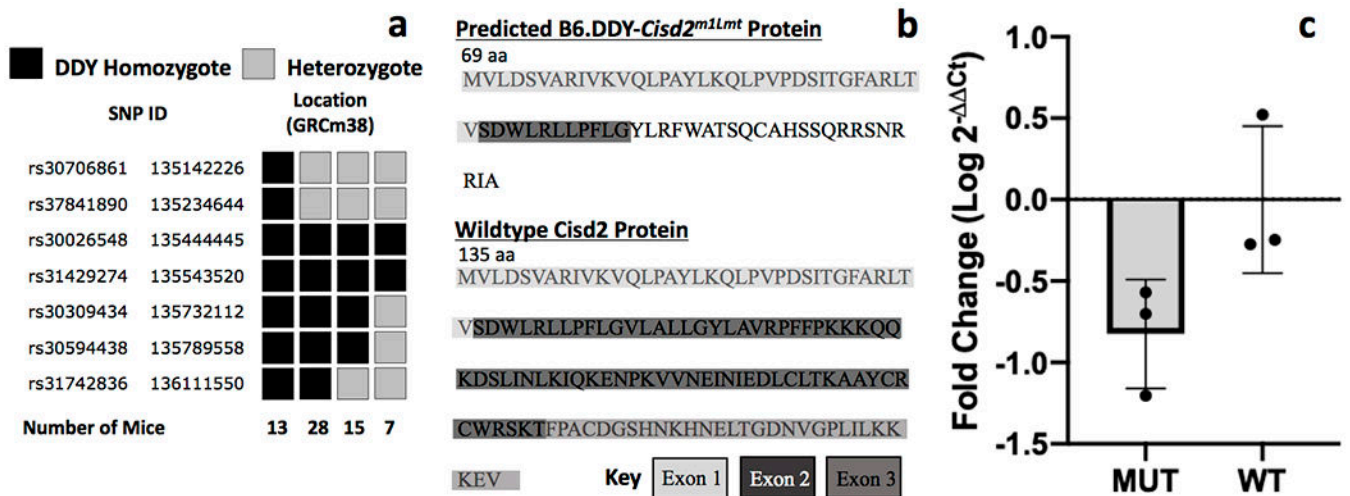 a
DDY Homozygote Heterozygote
SNP ID Location (GRCm38)
rs30706861 135142226
rs37841890 135234644
rs30026548 135444445
rs31429274 135543520
rs30309434 135732112
rs30594438 135789558
rs31742836 136111550
Number of Mice 13 28 15 7
b
Predicted B6.DDY-Cisd2m1Lmt Protein
69 aa
MVLDSVARIVKVQLPAYLKQLPVPDSITGFARLT
VSDWLRLLPFLGYLRFWATSQCAHSSQRRSNR
RIA
Wildtype Cisd2 Protein
135 aa
MVLDSVARIVKVQLPAYLKQLPVPDSITGFARLT
VSDWLRLLPFLGVLALLGYLAVRPFFPKKKQQ
KDSLINLKIQKENPKVVNEINIEDLCLTKAAYCR
CWRSKTFPACDGSHNKHNELTGDNVGPLILKK
KEV
Key Exon 1 Exon 2 Exon 3
c
Fold Change (Log 2-ΔΔCt)
1.0
0.5
0.0
-0.5
-1.0
-1.5
MUT WT